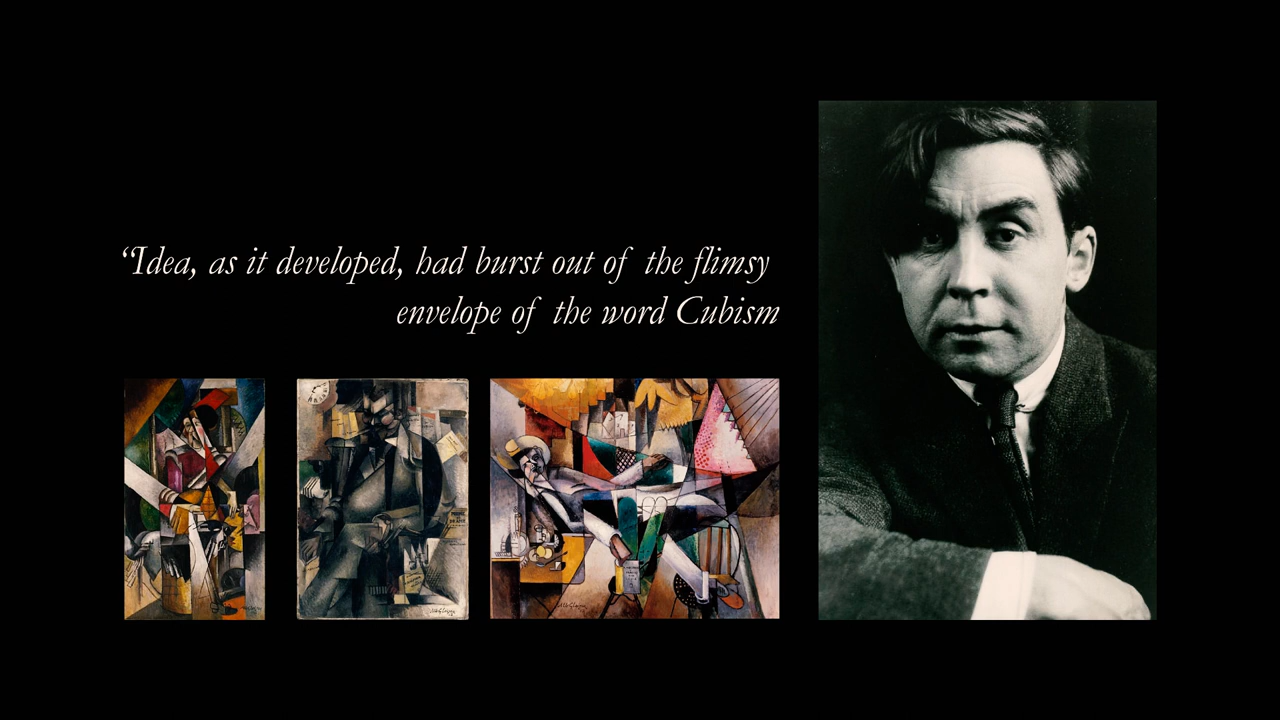 “Idea, as it developed, had burst out of the flimsy
envelope of the word Cubism